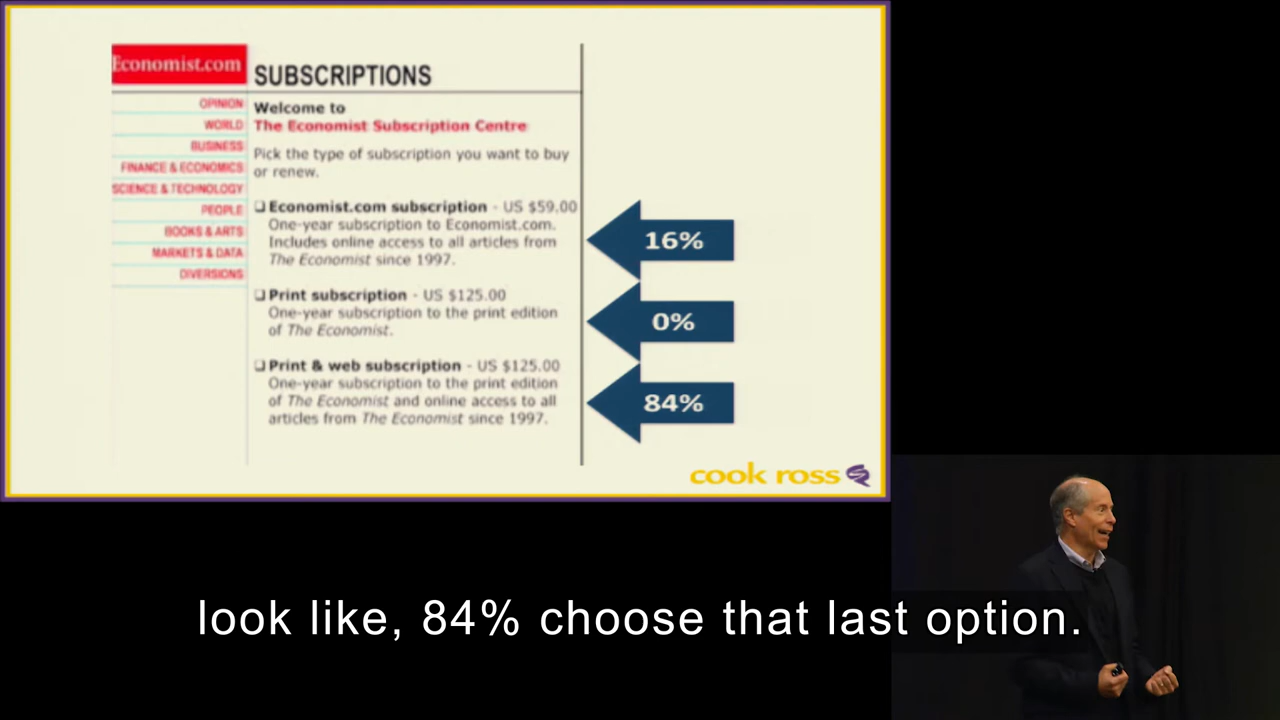 Economist.com
SUBSCRIPTIONS
OPINION
WORLD
BUSINESS
FINANCE & ECONOMICS
SCIENCE & TECHNOLOGY
PEOPLE
BOOKS & ARTS
MARKETS & DATA
DIVERSIONS
Welcome to
The Economist Subscription Centre
Pick the type of subscription you want to buy
or renew.
Economist.com subscription - US $59.00
One-year subscription to Economist.com.
Includes online access to all articles from
The Economist since 1997.
16%
Print subscription - US $125.00
One-year subscription to the print edition
of The Economist.
0%
Print & web subscription - US $125.00
One-year subscription to the print edition
of The Economist and online access to all
articles from The Economist since 1997.
84%
cook ross
look like, 84% choose that last option.